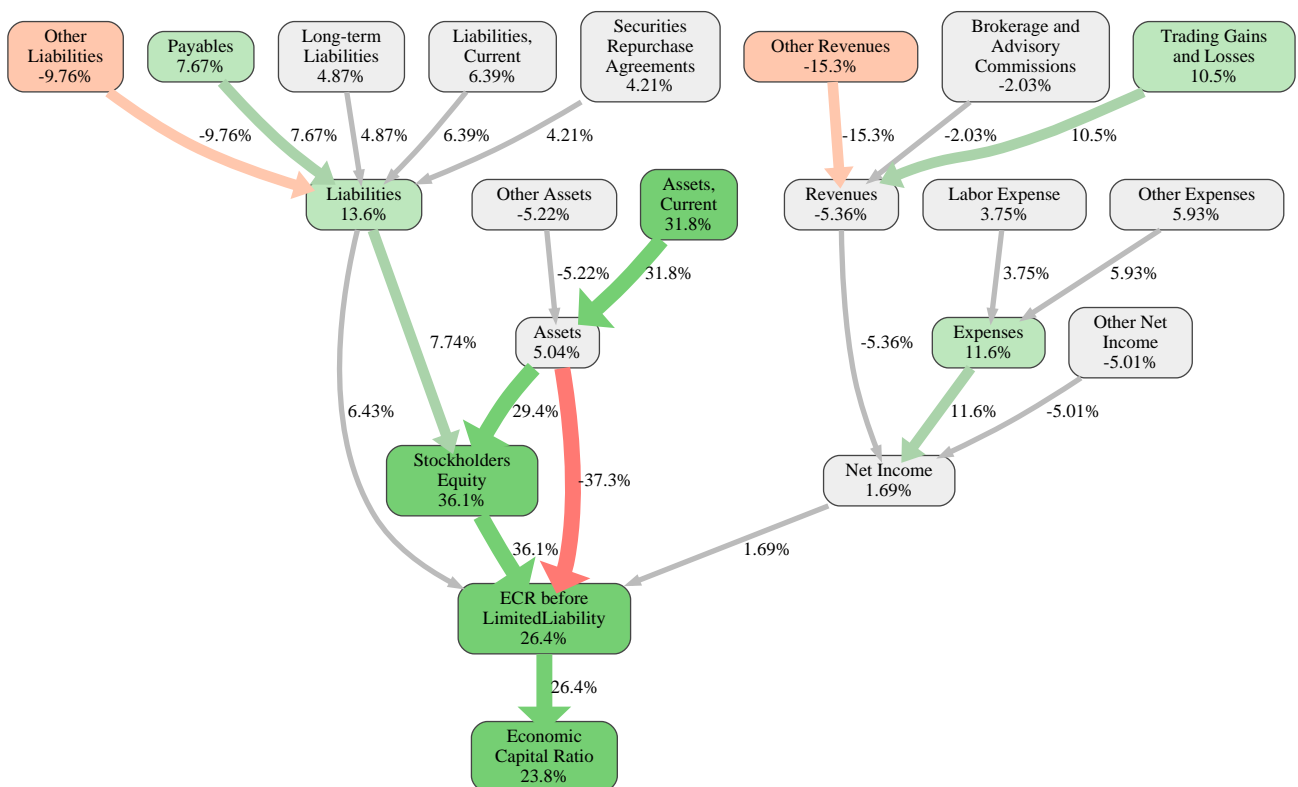 Other
Liabilities
-9.76%
Payables
7.67%
Long-term
Liabilities
4.87%
Liabilities,
Current
6.39%
Securities
Repurchase
Agreements
4.21%
Other Revenues
-15.3%
Brokerage and
Advisory
Commissions
-2.03%
Trading Gains
and Losses
10.5%
-9.76%
7.67%
4.87%
6.39%
4.21%
-15.3%
-2.03%
10.5%
Liabilities
13.6%
Other Assets
-5.22%
Assets,
Current
31.8%
Revenues
-5.36%
Labor Expense
3.75%
Other Expenses
5.93%
-5.22%
31.8%
3.75%
5.93%
7.74%
Assets
5.04%
-5.36%
Expenses
11.6%
Other Net
Income
-5.01%
6.43%
29.4%
11.6%
-5.01%
Stockholders
Equity
36.1%
-37.3%
Net Income
1.69%
36.1%
1.69%
ECR before
LimitedLiability
26.4%
26.4%
Economic
Capital Ratio
23.8%